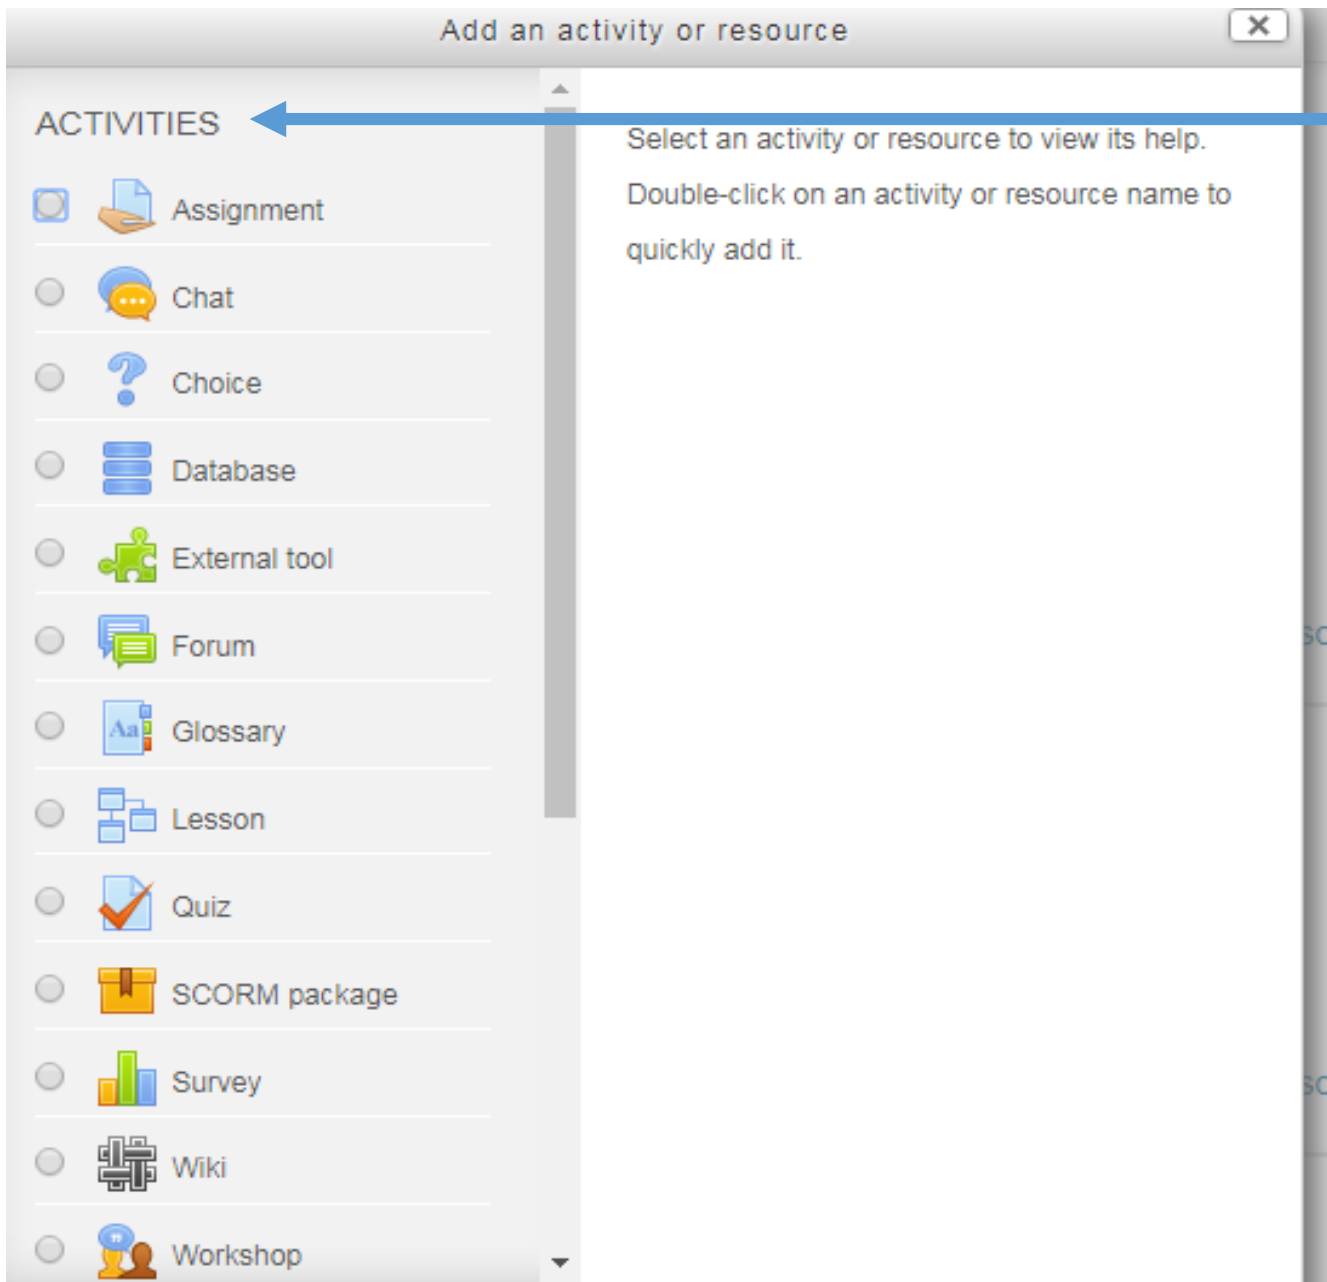 Add an activity or resource
ACTIVITIES
Select an activity or resource to view its help.
Double-click on an activity or resource name to
quickly add it.
Assignment
Chat
Choice
Database
External tool
Forum
Aa
Glossary
Lesson
Quiz
SCORM package
Survey
Wiki
Workshop